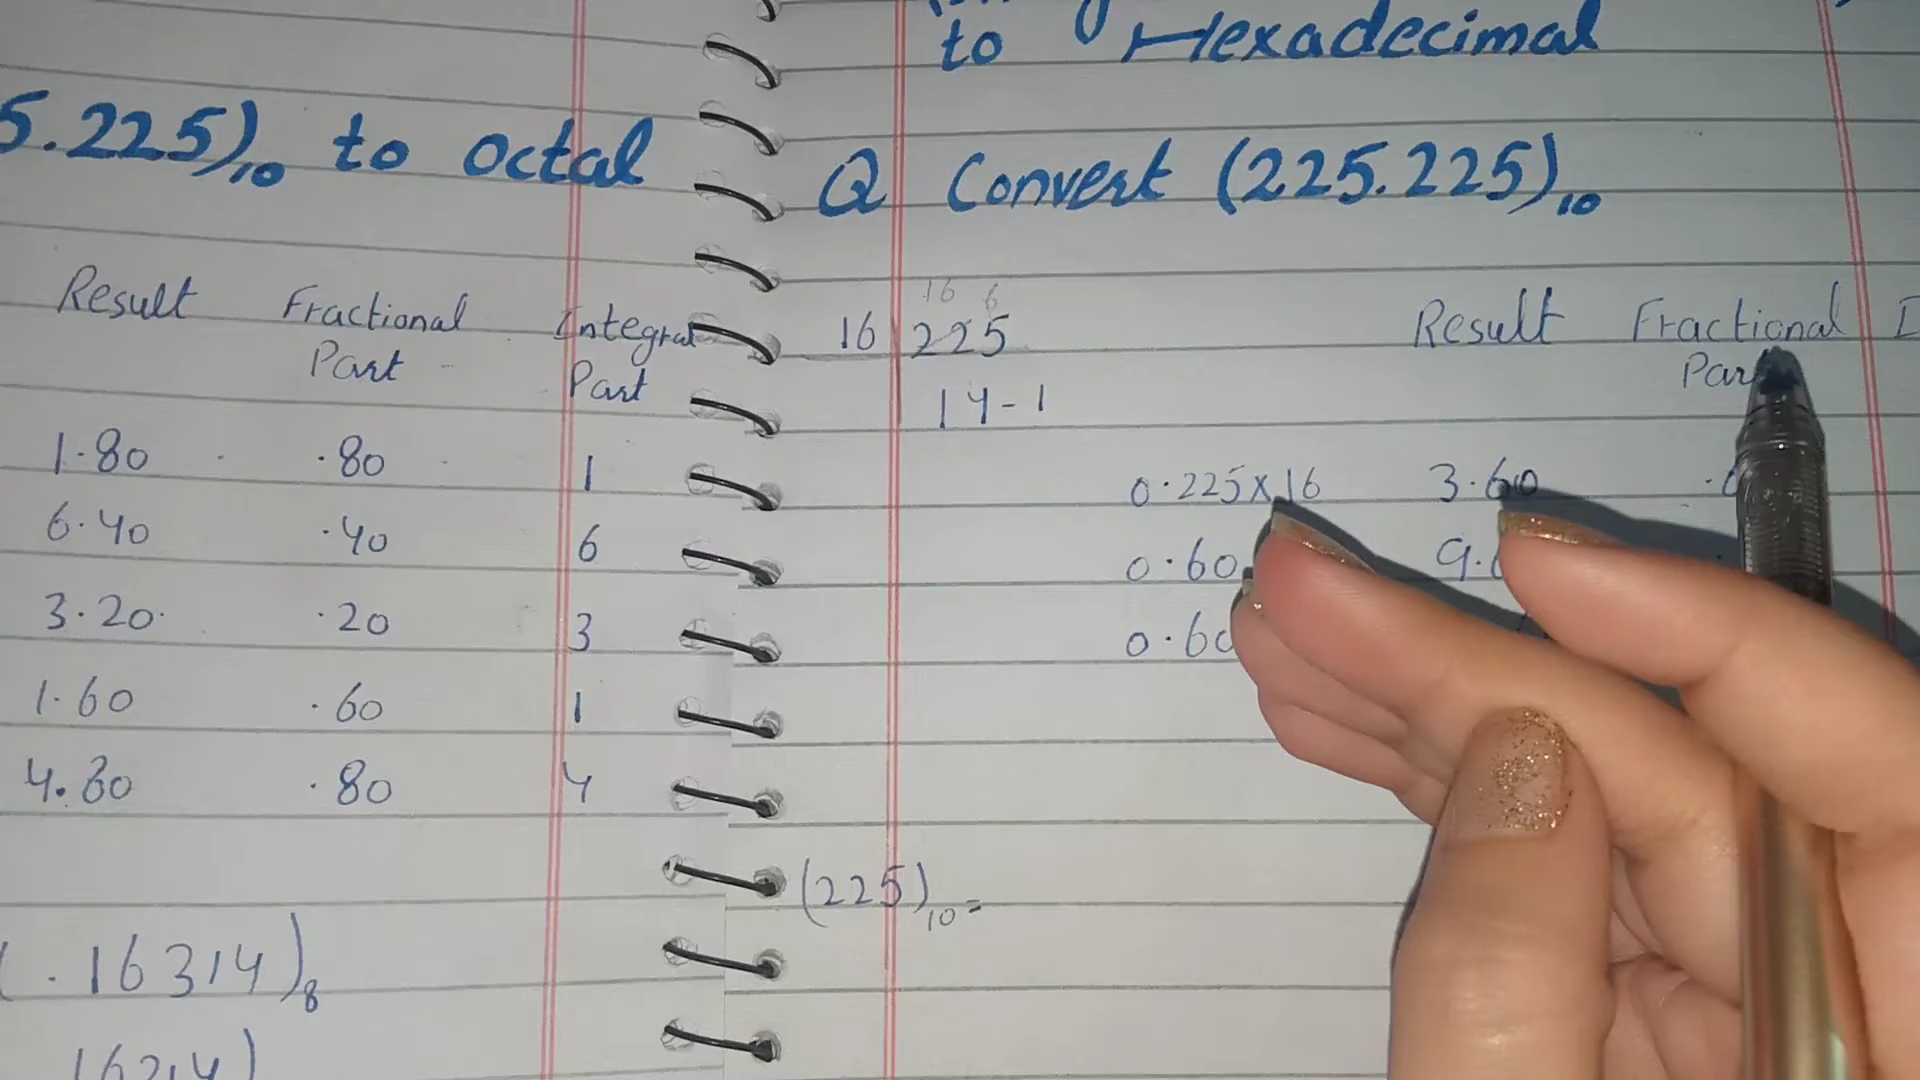 5.225)10 to Octal
Result Fractional Part Integral Part
1.80 .80 1
6.40 .40 6
3.20 .20 3
1.60 .60 1
4.80 .80 4
(.16314)8
to Hexadecimal
Q Convert (225.225)10
16 6
16 225
14-1
Result Fractional
0.225x16 3.60
0.60
0.60
(225)10 =